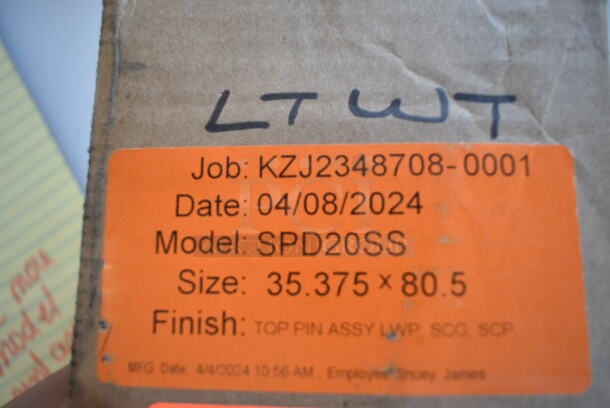 LT WT
Job: KZJ2348708-0001
Date: 04/08/2024
Model: SPD20SS
Size: 35.375 x 80.5
Finish: TOP PIN ASSY LWP, SCG, SCP
MFG Date: 4/4/2024 10:56 AM Employee: Shuey, James